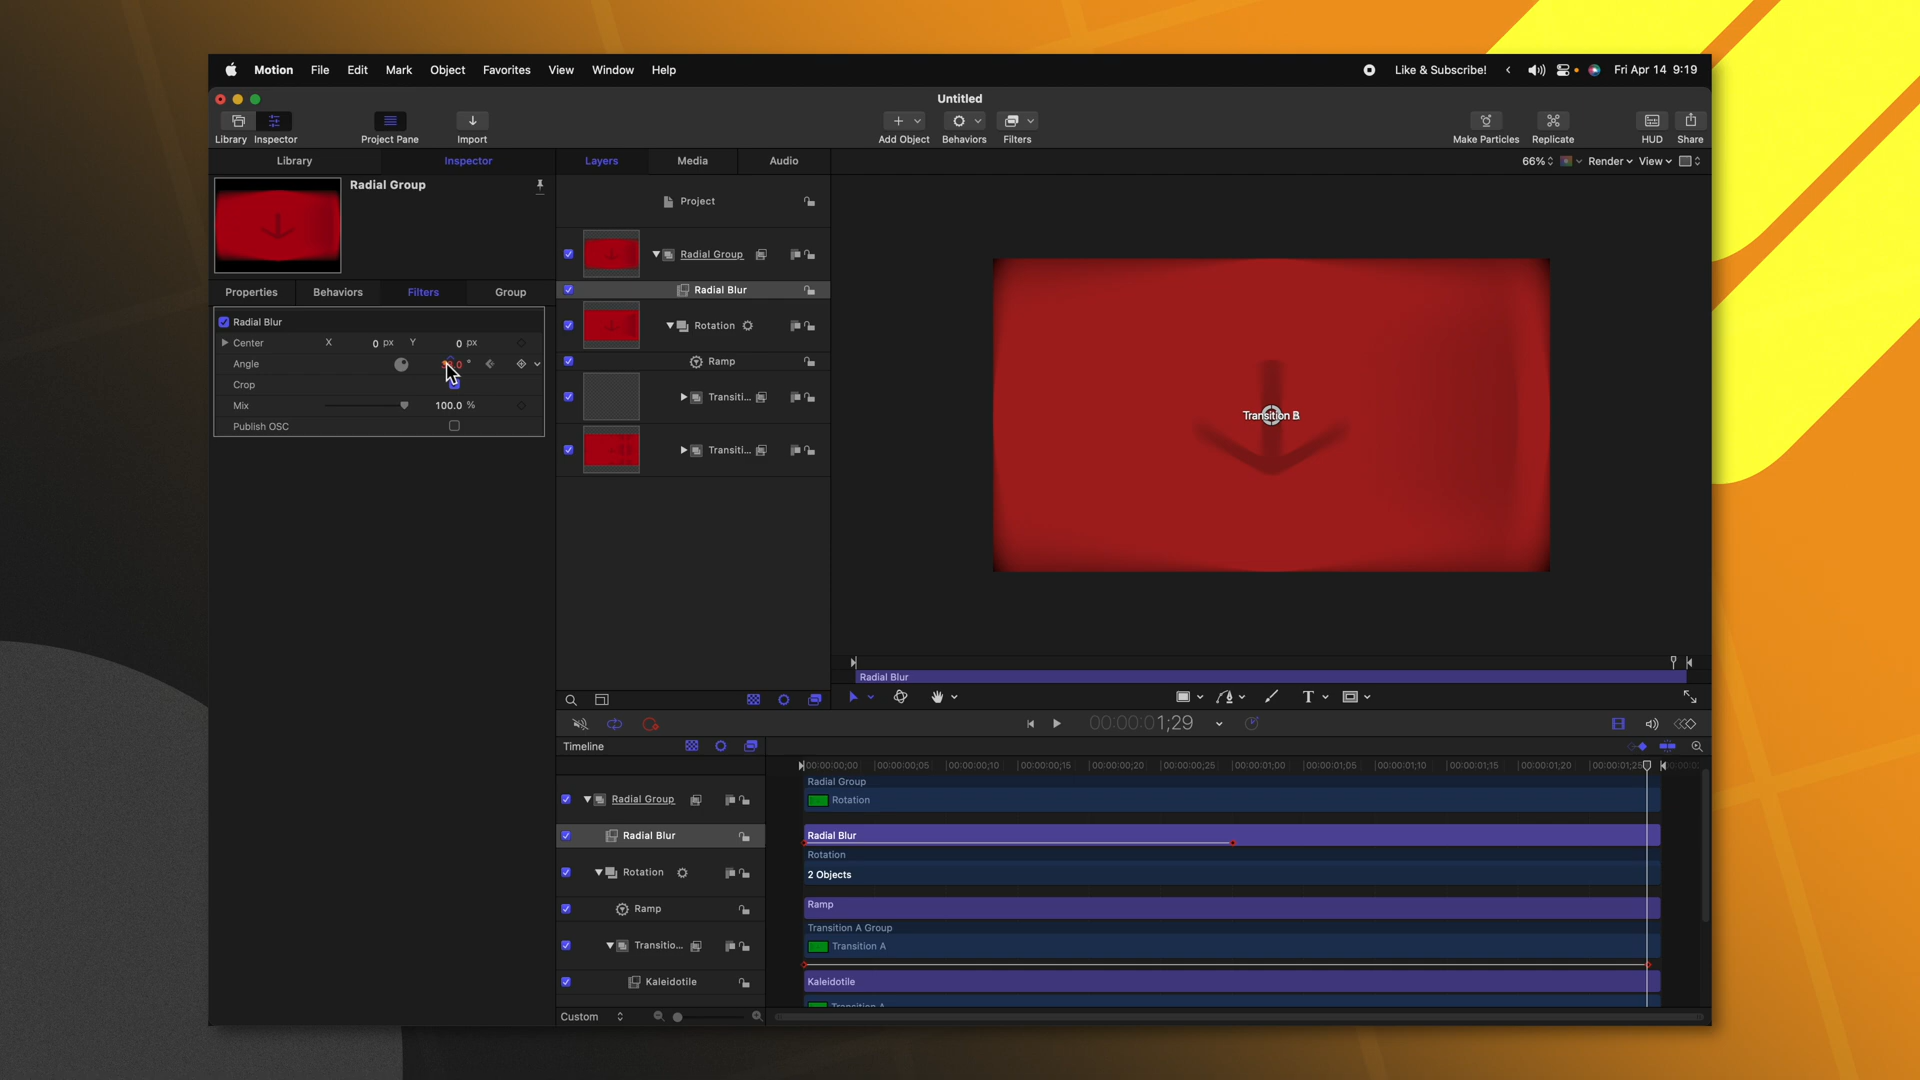 Motion File Edit Mark Object Favorites View Window Help
Like & Subscribe! Fri Apr 14 9:19
Untitled
Library Inspector Project Pane Import Add Object Behaviors Filters Make Particles Replicate HUD Share
Library Inspector Layers Media Audio 66% Render View
Radial Group
Project
Radial Group
Properties Behaviors Filters Group
Radial Blur
Radial Blur
Center X 0 px Y 0 px
Rotation
Angle
Ramp
Crop
Mix 100.0 %
Transiti...
Publish OSC
Transiti...
Transition B
Radial Blur
T
00:00:00:01;29
Timeline
00:00:00;00 00:00:00;05 00:00:00;10 00:00:00;15 00:00:00;20 00:00:00;25 00:00:01;00 00:00:01;05 00:00:01;10 00:00:01;15 00:00:01;20
Radial Group
Radial Group Rotation
Radial Blur Radial Blur
Rotation
Rotation 2 Objects
Ramp Ramp
Transition A Group
Transitio... Transition A
Kaleidotile Kaleidotile
Transition A
Custom